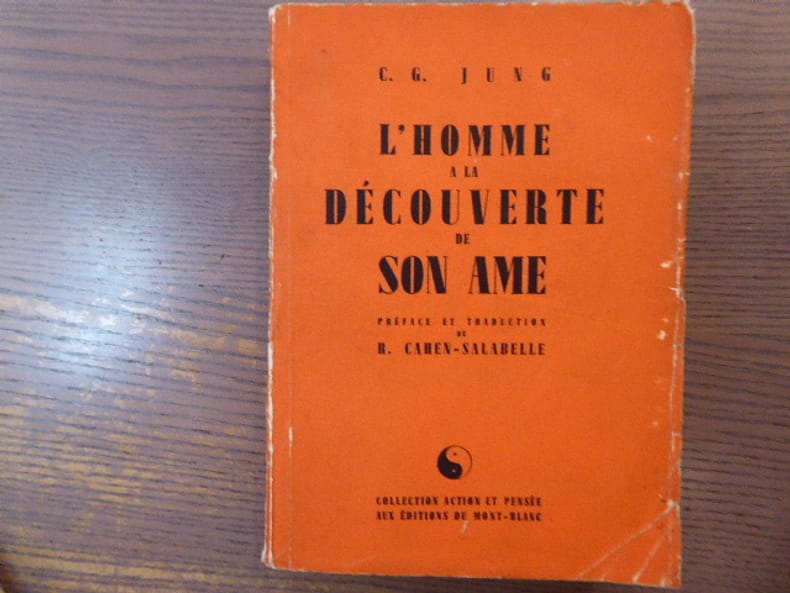 C. G. JUNG
L'HOMME
A LA
DÉCOUVERTE
DE
SON AME
PRÉFACE ET TRADUCTION
DE
R. CAHEN-SALABELLE
COLLECTION ACTION ET PENSÉE
AUX ÉDITIONS DU MONT-BLANC